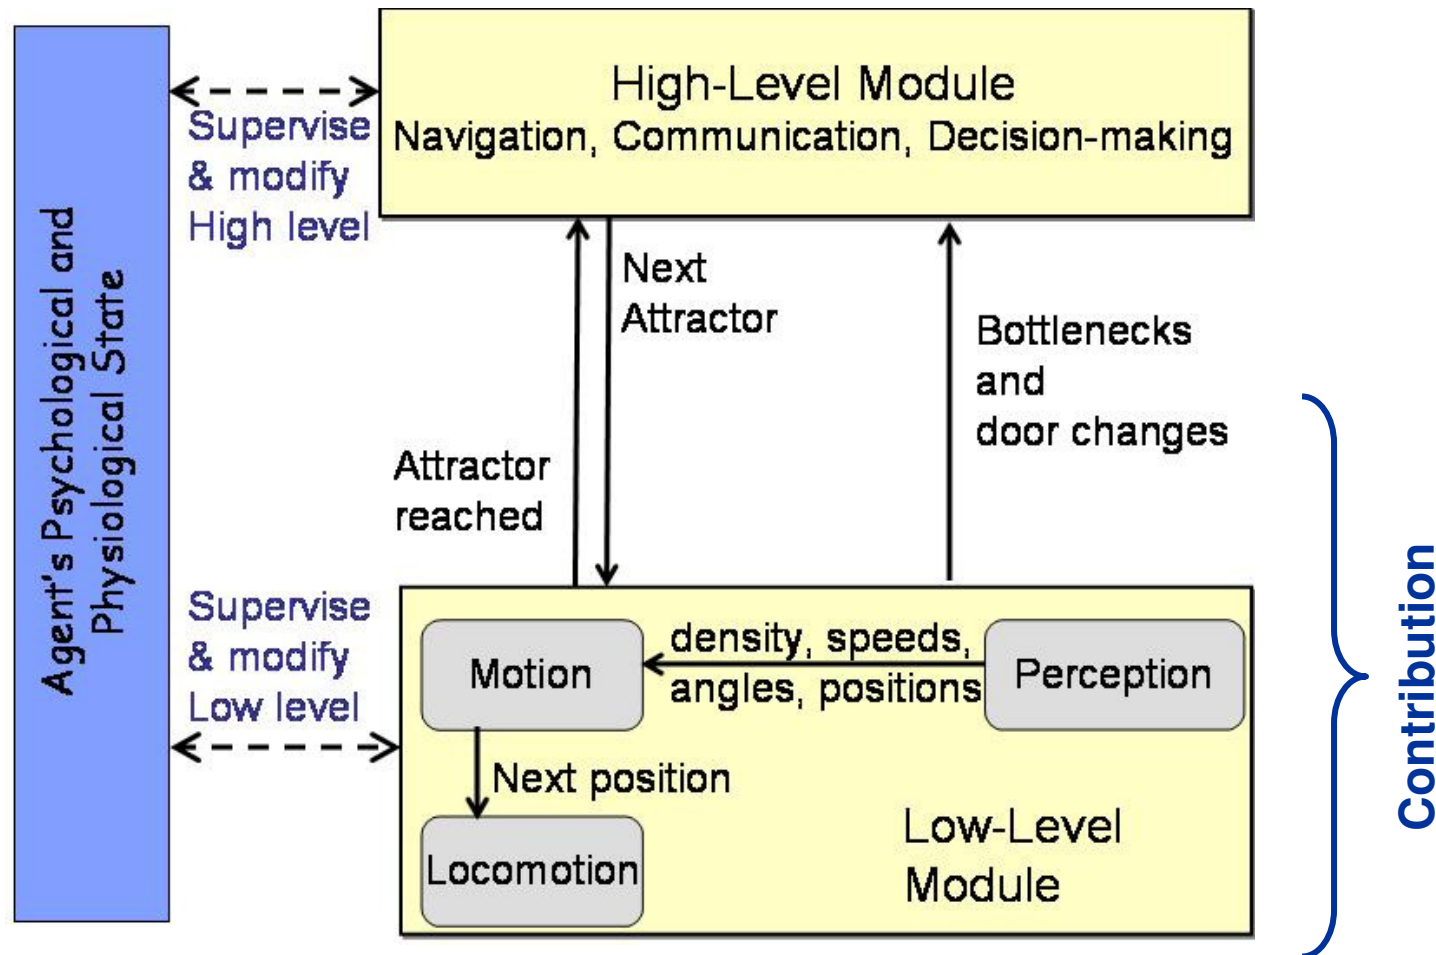 Agent's Psychological and
Physiological State
Supervise
& modify
High level
High-Level Module
Navigation, Communication, Decision-making
Next
Attractor
Bottlenecks
and
door changes
Attractor
reached
Supervise
& modify
Low level
Motion
density, speeds,
angles, positions
Perception
Next position
Locomotion
Low-Level
Module
Contribution